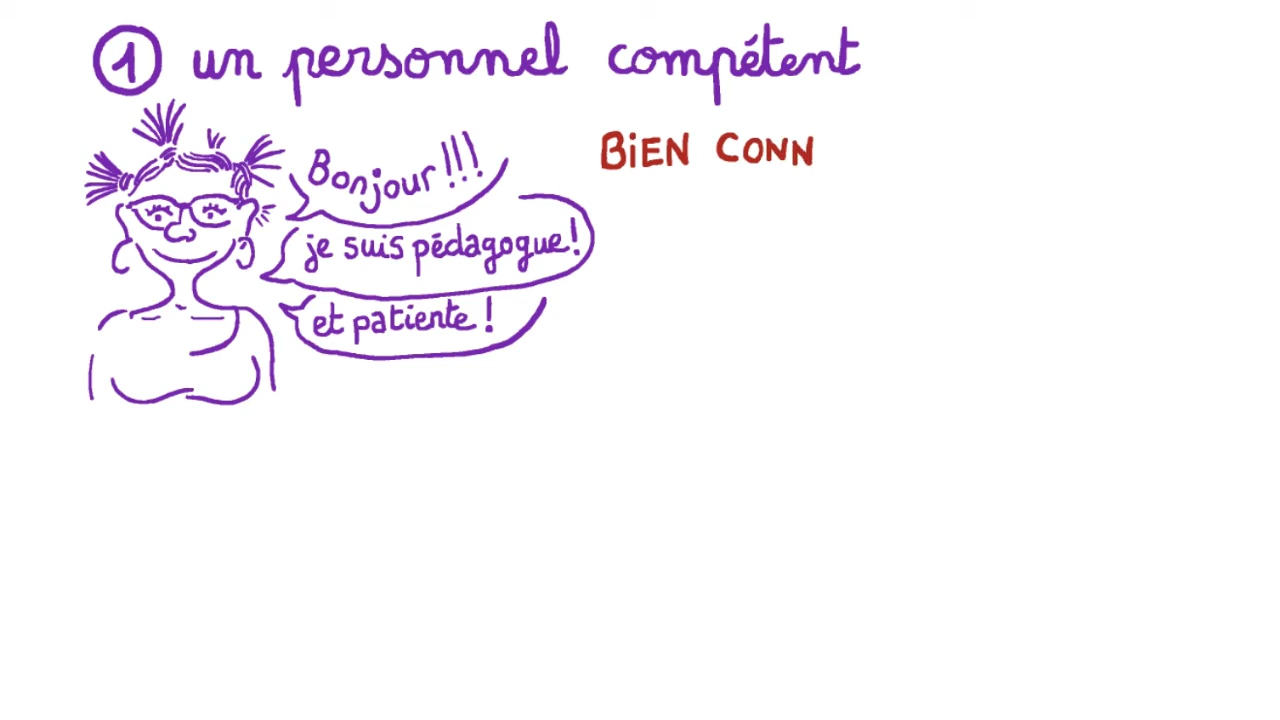 1 un personnel compétent
BiEN CONN
Bonjour !!!
je suis pédagogue !
et patiente !